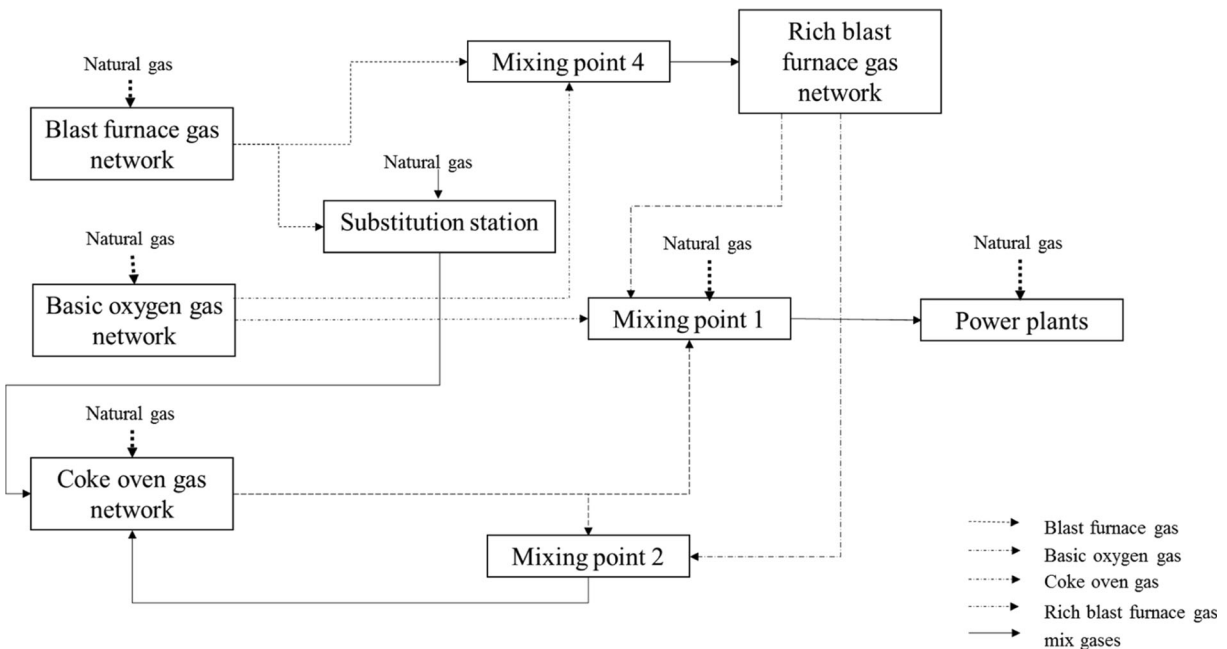 Rich blast
furnace gas
network
Mixing point 4
Natural gas
Blast furnace gas
network
Natural gas
Substitution station
Natural gas
Basic oxygen gas
network
Natural gas
Mixing point 1
Natural gas
Power plants
Natural gas
Coke oven gas
network
Mixing point 2
Blast furnace gas
Basic oxygen gas
Coke oven gas
Rich blast furnace gas
mix gases